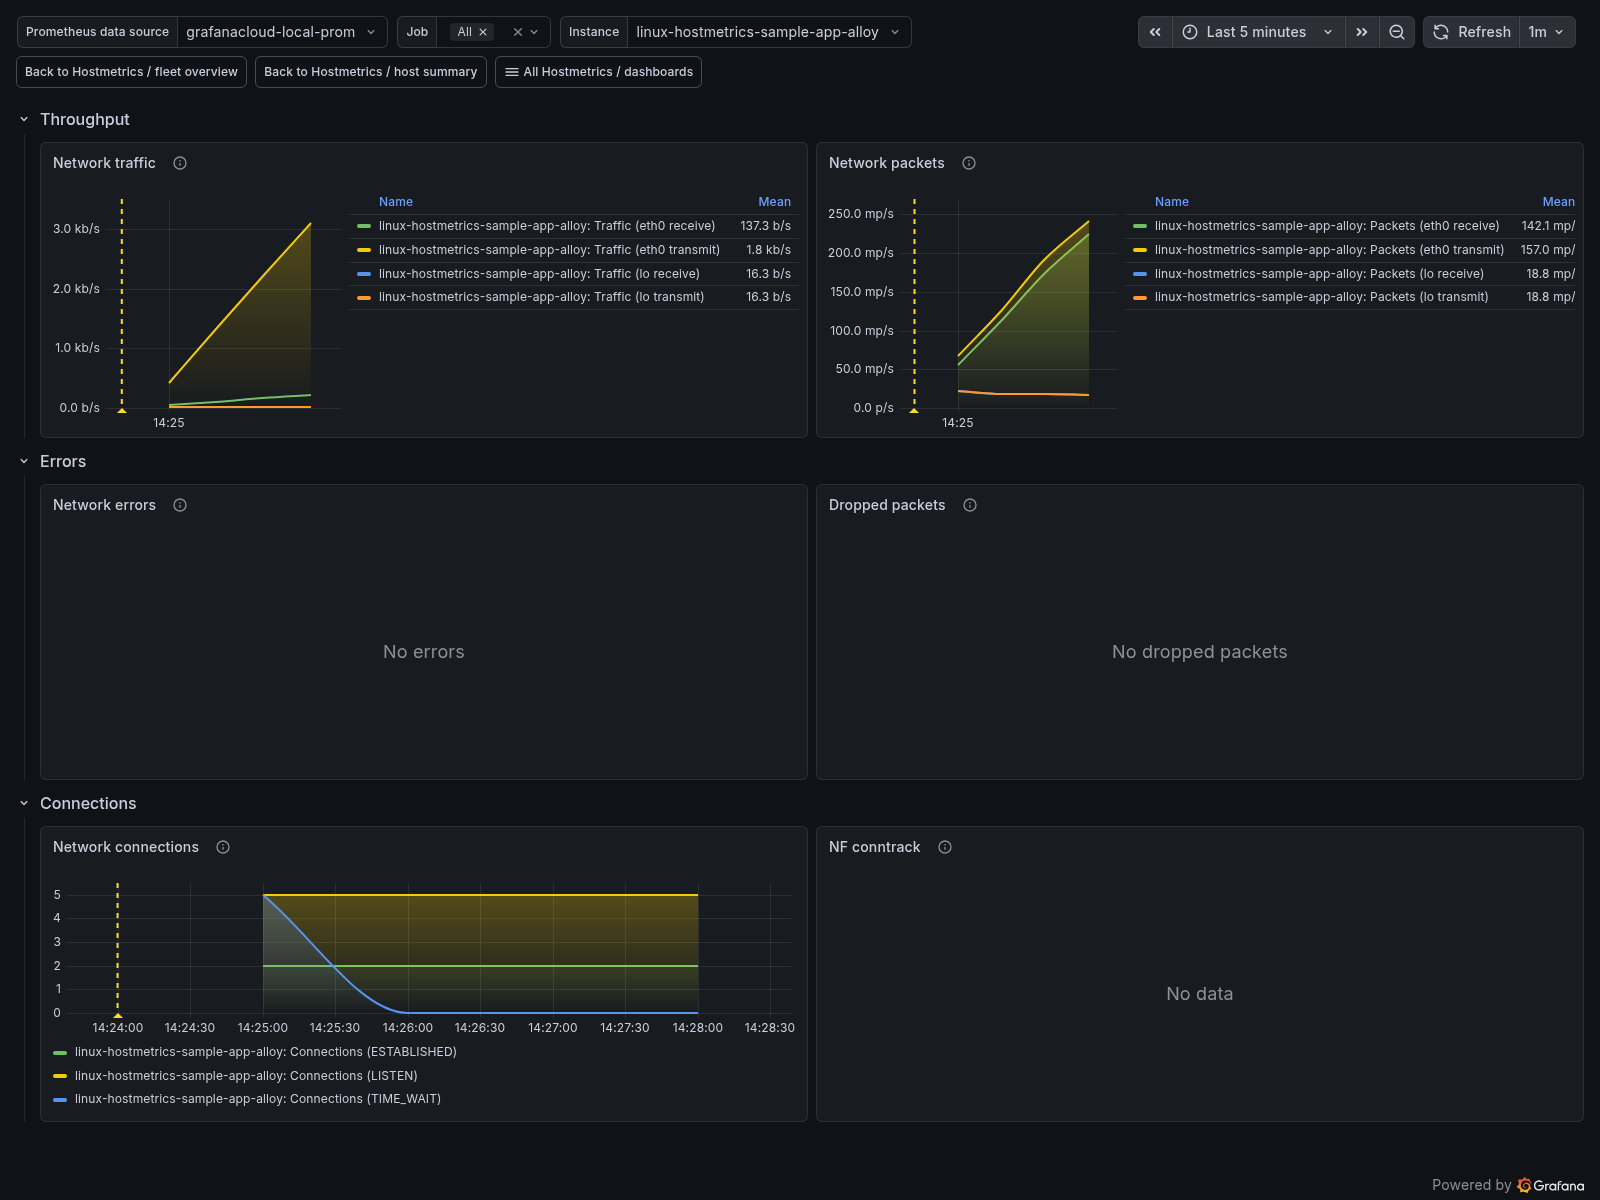 Prometheus data source grafanacloud-local-prom Job All Instance linux-hostmetrics-sample-app-alloy Last 5 minutes Refresh 1m
Back to Hostmetrics / fleet overview Back to Hostmetrics / host summary All Hostmetrics / dashboards
Throughput
Network traffic
Name Mean
linux-hostmetrics-sample-app-alloy: Traffic (eth0 receive) 137.3 b/s
linux-hostmetrics-sample-app-alloy: Traffic (eth0 transmit) 1.8 kb/s
linux-hostmetrics-sample-app-alloy: Traffic (lo receive) 16.3 b/s
linux-hostmetrics-sample-app-alloy: Traffic (lo transmit) 16.3 b/s
3.0 kb/s
2.0 kb/s
1.0 kb/s
0.0 b/s
14:25
Network packets
Name Mean
linux-hostmetrics-sample-app-alloy: Packets (eth0 receive) 142.1 mp/
linux-hostmetrics-sample-app-alloy: Packets (eth0 transmit) 157.0 mp/
linux-hostmetrics-sample-app-alloy: Packets (lo receive) 18.8 mp/
linux-hostmetrics-sample-app-alloy: Packets (lo transmit) 18.8 mp/
250.0 mp/s
200.0 mp/s
150.0 mp/s
100.0 mp/s
50.0 mp/s
0.0 p/s
14:25
Errors
Network errors
No errors
Dropped packets
No dropped packets
Connections
Network connections
5
4
3
2
1
0
14:24:00 14:24:30 14:25:00 14:25:30 14:26:00 14:26:30 14:27:00 14:27:30 14:28:00 14:28:30
linux-hostmetrics-sample-app-alloy: Connections (ESTABLISHED)
linux-hostmetrics-sample-app-alloy: Connections (LISTEN)
linux-hostmetrics-sample-app-alloy: Connections (TIME_WAIT)
NF conntrack
No data
Powered by Grafana